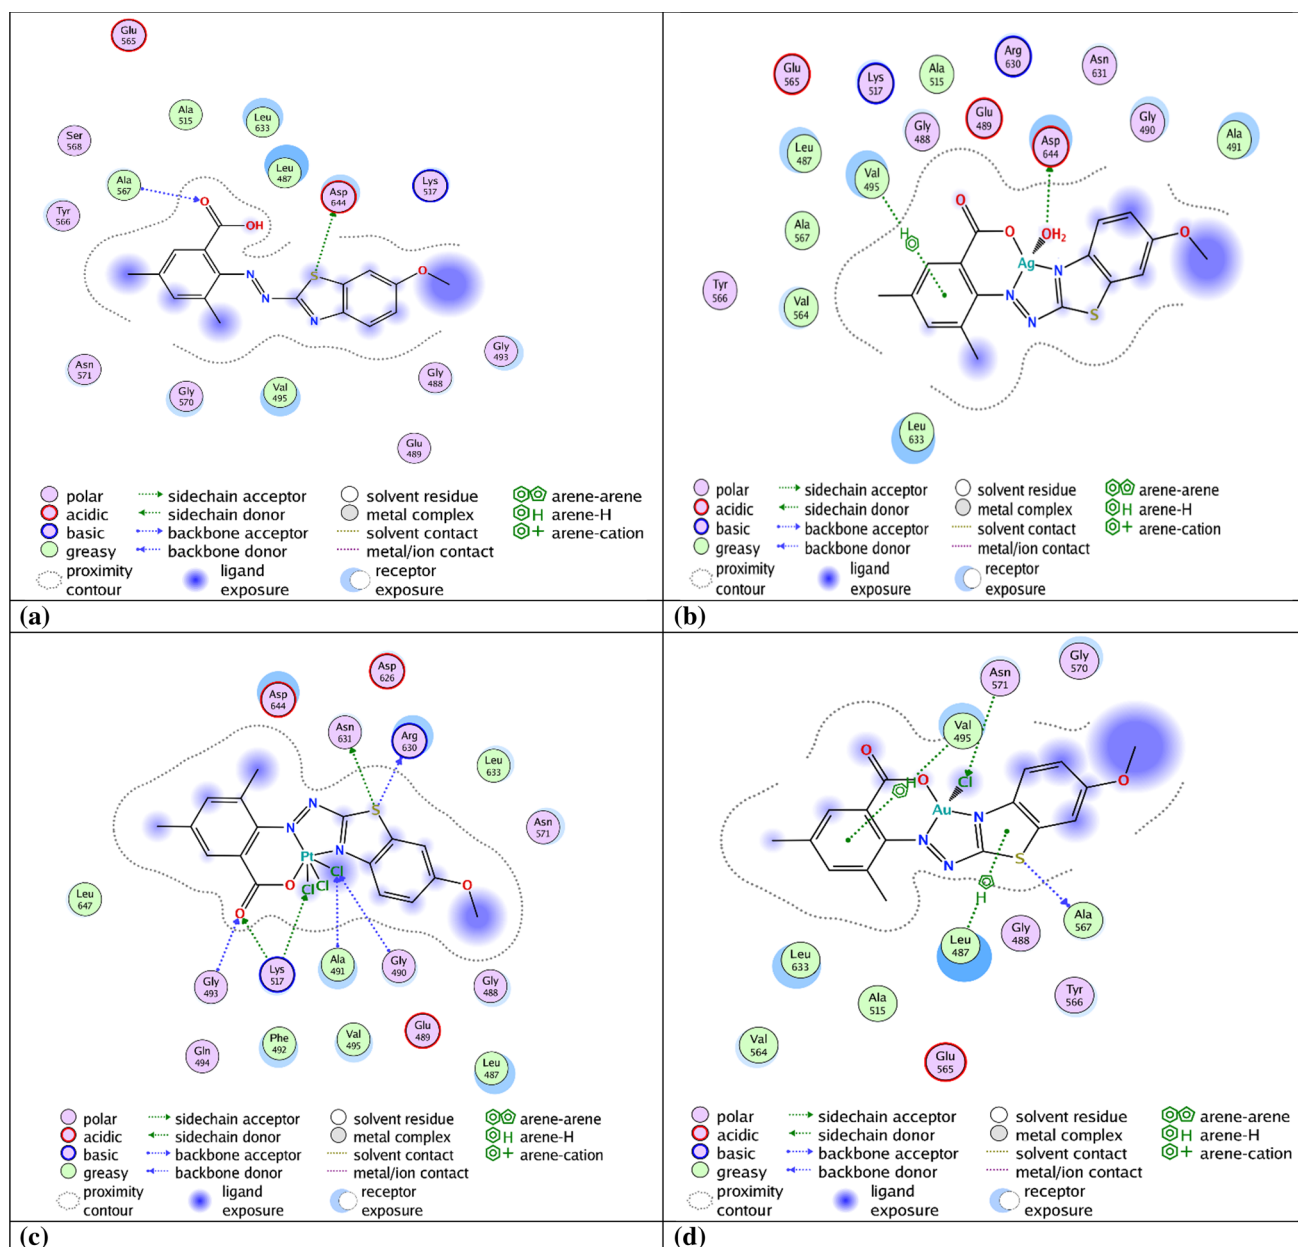 Glu 565
Ala 515
Leu 633
Ser 568
Leu 487
Ala 567
Asp 644
Lys 517
Tyr 566
O
OH
N
N
S
O
N
Gly 493
Asn 571
Gly 570
Val 495
Gly 488
Glu 489
polar
sidechain acceptor
solvent residue
arene-arene
acidic
sidechain donor
metal complex
H arene-H
basic
backbone acceptor
solvent contact
+ arene-cation
greasy
backbone donor
metal/ion contact
proximity contour
ligand exposure
receptor exposure
(a)
Arg 630
Asn 631
Glu 565
Lys 517
Ala 515
Gly 488
Glu 489
Gly 490
Ala 491
Asp 644
Leu 487
Val 495
O
O
OH2
O
H
Ala 567
Ag
N
Tyr 566
Val 564
N
N
S
Leu 633
polar
sidechain acceptor
solvent residue
arene-arene
acidic
sidechain donor
metal complex
H arene-H
basic
backbone acceptor
solvent contact
+ arene-cation
greasy
backbone donor
metal/ion contact
proximity contour
ligand exposure
receptor exposure
(b)
Asp 626
Asp 644
Asn 631
Arg 630
Leu 633
N
S
N
N
Asn 571
Pt
Cl
Cl
Cl
O
O
O
Leu 647
Gly 493
Lys 517
Ala 491
Gly 490
Gly 488
Gln 494
Phe 492
Val 495
Glu 489
Leu 487
polar
sidechain acceptor
solvent residue
arene-arene
acidic
sidechain donor
metal complex
H arene-H
basic
backbone acceptor
solvent contact
+ arene-cation
greasy
backbone donor
metal/ion contact
proximity contour
ligand exposure
receptor exposure
(c)
Gly 570
Asn 571
Val 495
O
O
H
Cl
O
Au
N
N
N
S
H
Ala 567
Leu 487
Gly 488
Leu 633
Ala 515
Tyr 566
Val 564
Glu 565
polar
sidechain acceptor
solvent residue
arene-arene
acidic
sidechain donor
metal complex
H arene-H
basic
backbone acceptor
solvent contact
+ arene-cation
greasy
backbone donor
metal/ion contact
proximity contour
ligand exposure
receptor exposure
(d)